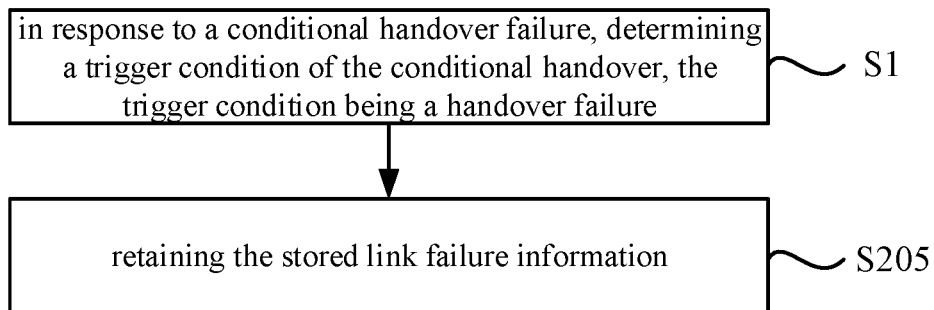 in response to a conditional handover failure, determining
a trigger condition of the conditional handover, the
trigger condition being a handover failure
S1
retaining the stored link failure information
S205